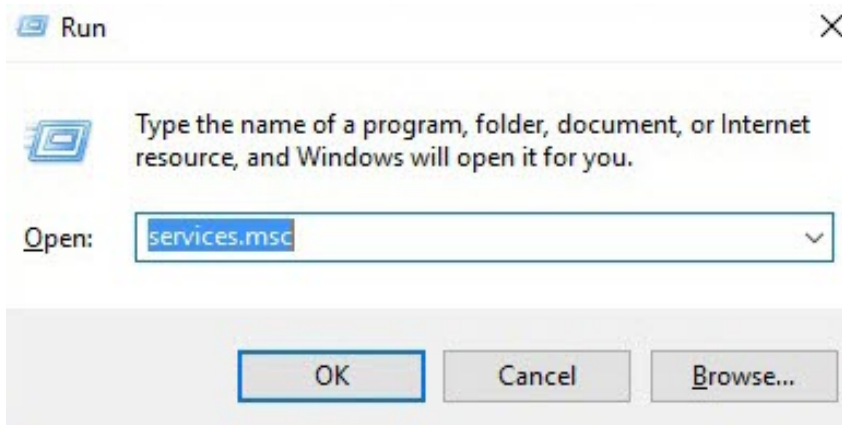 Run
Type the name of a program, folder, document, or Internet
resource, and Windows will open it for you.
Open: services.msc
OK Cancel Browse...